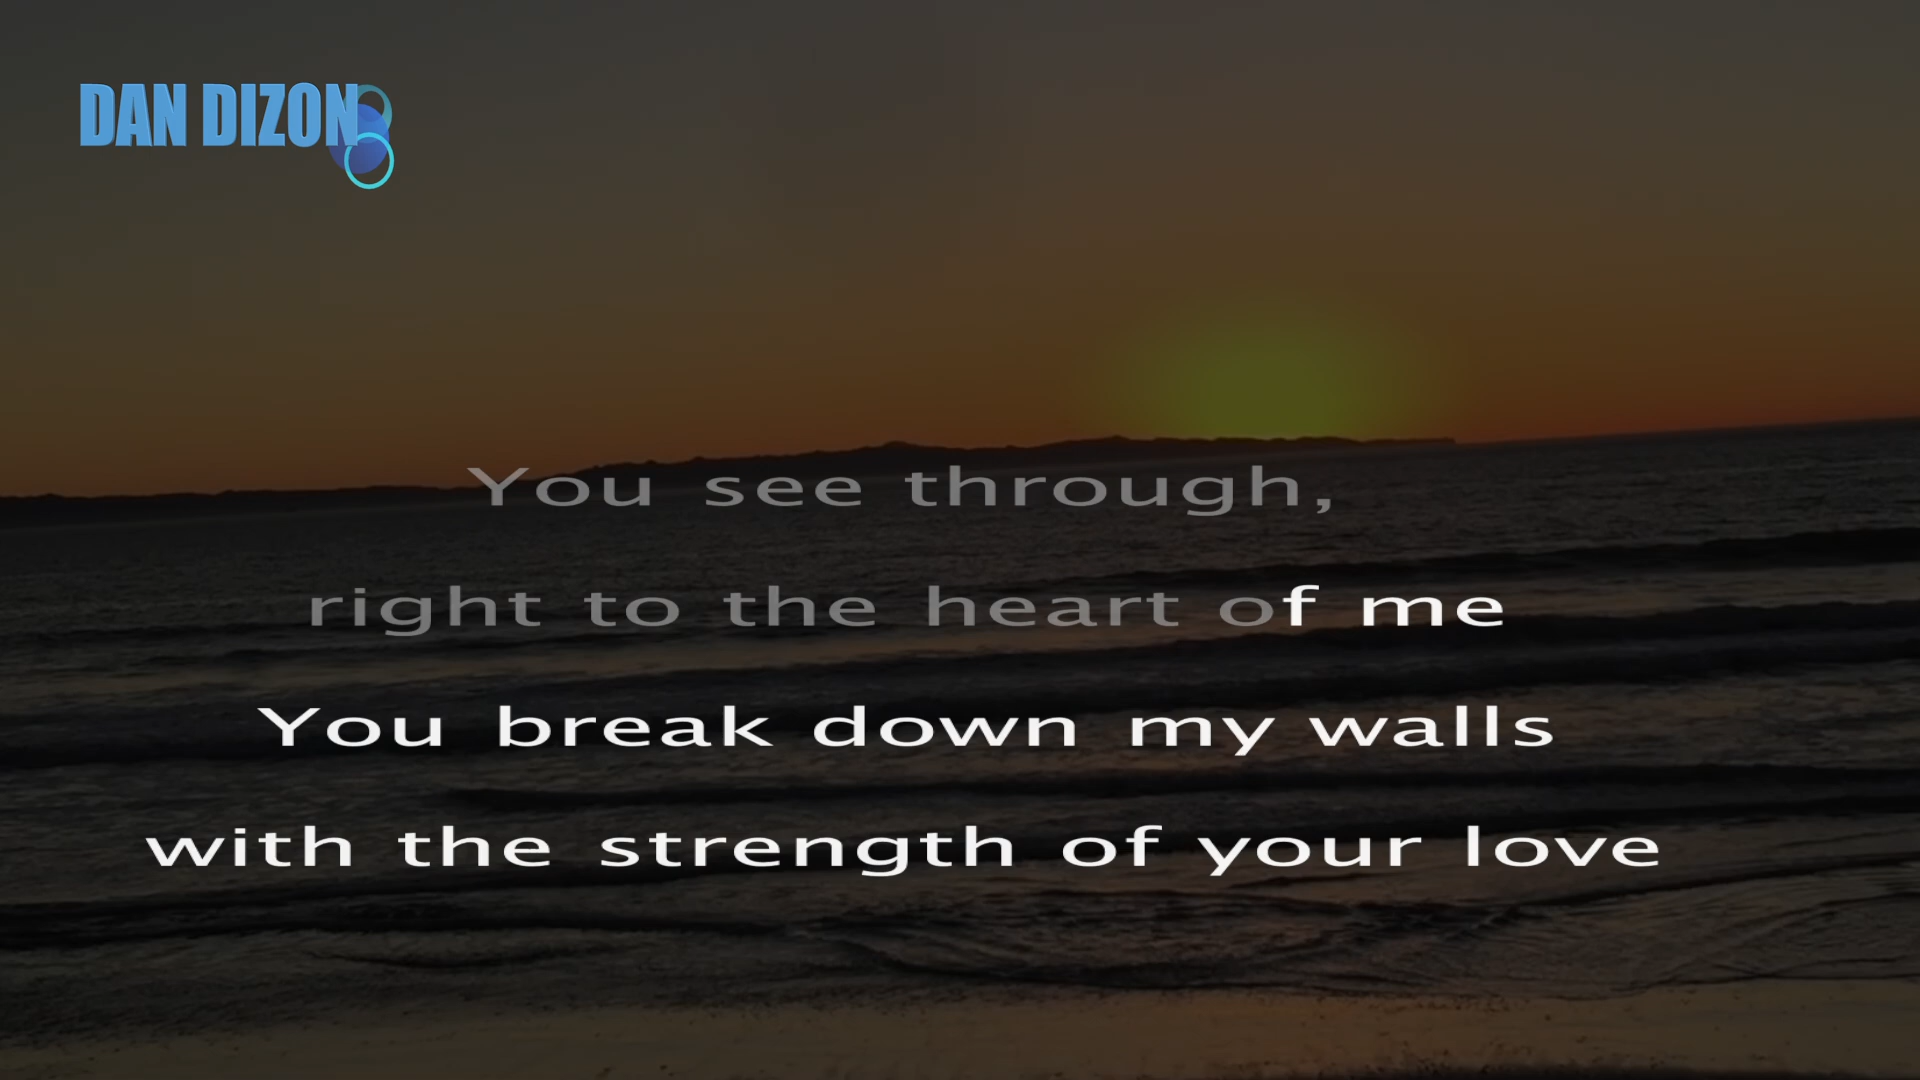 DAN DIZON
You see through,
right to the heart of me
You break down my walls
with the strength of your love